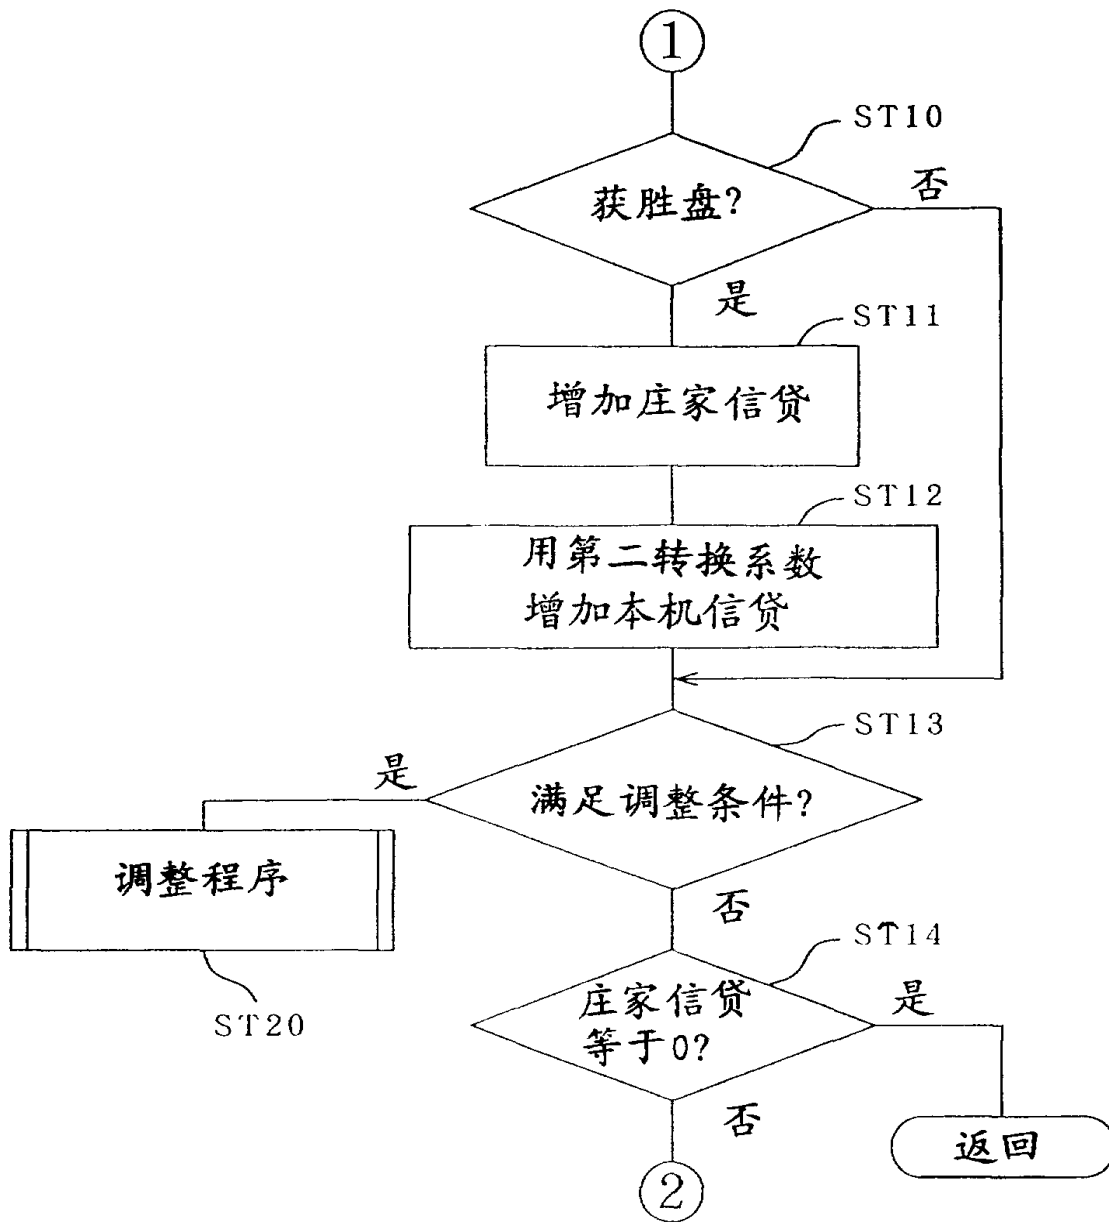 ①
ST10
获胜盘?
否
是
ST11
增加庄家信贷
ST12
用第二转换系数
增加本机信贷
ST13
是
满足调整条件?
调整程序
否
ST14
ST20
庄家信贷
等于0?
是
否
返回
②